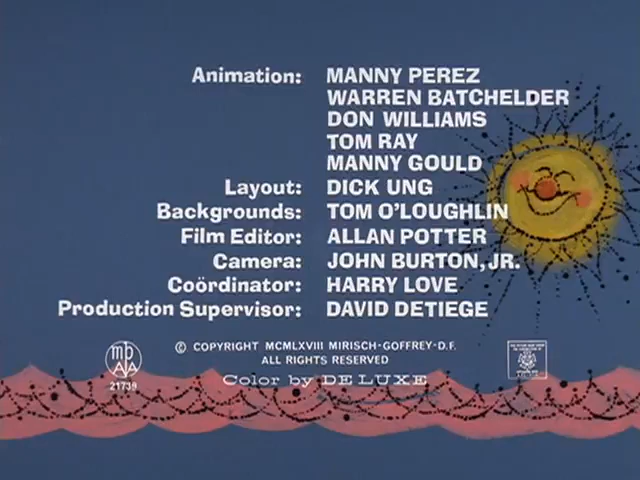 Animation: MANNY PEREZ
WARREN BATCHELDER
DON WILLIAMS
TOM RAY
MANNY GOULD
Layout: DICK UNG
Backgrounds: TOM O'LOUGHLIN
Film Editor: ALLAN POTTER
Camera: JOHN BURTON, JR.
Coördinator: HARRY LOVE
Production Supervisor: DAVID DETIEGE
© COPYRIGHT MCMLXVIII MIRISCH-GOFFREY-D.F.
ALL RIGHTS RESERVED
Color by DE LUXE
21739